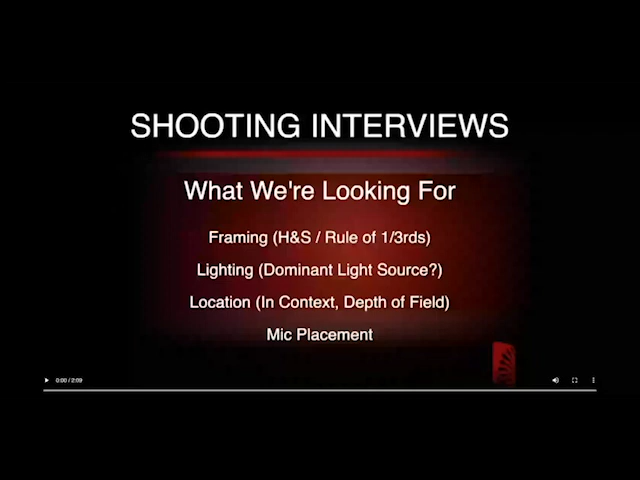 SHOOTING INTERVIEWS
What We're Looking For
Framing (H&S / Rule of 1/3rds)
Lighting (Dominant Light Source?)
Location (In Context, Depth of Field)
Mic Placement
0:00 / 2:09